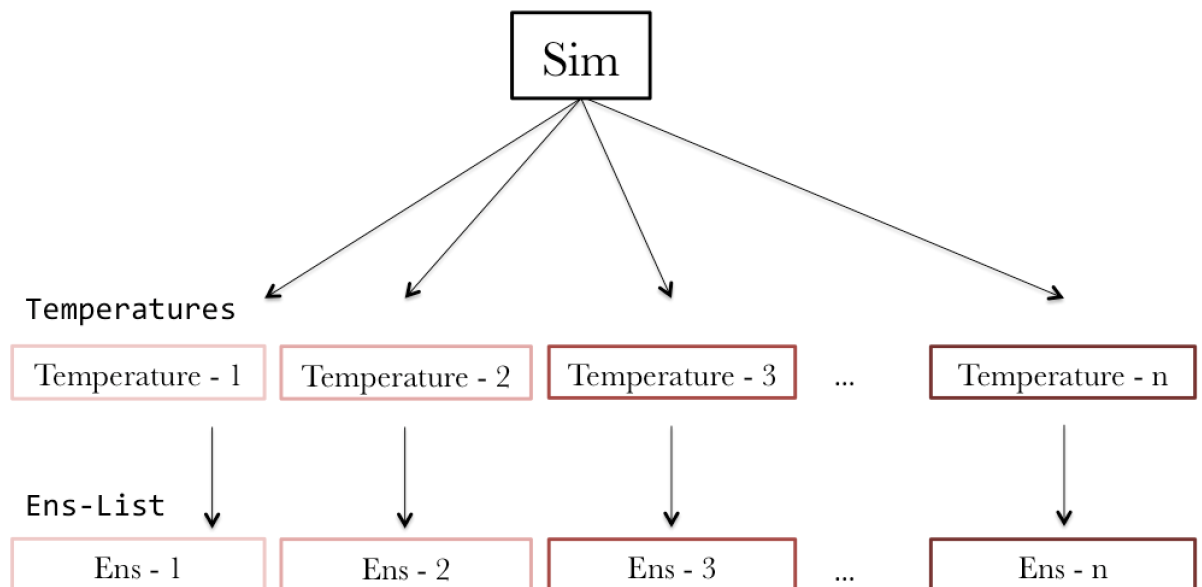 Sim
Temperatures
Temperature - 1 Temperature - 2 Temperature - 3 ... Temperature - n
Ens-List
Ens - 1 Ens - 2 Ens - 3 ... Ens - n